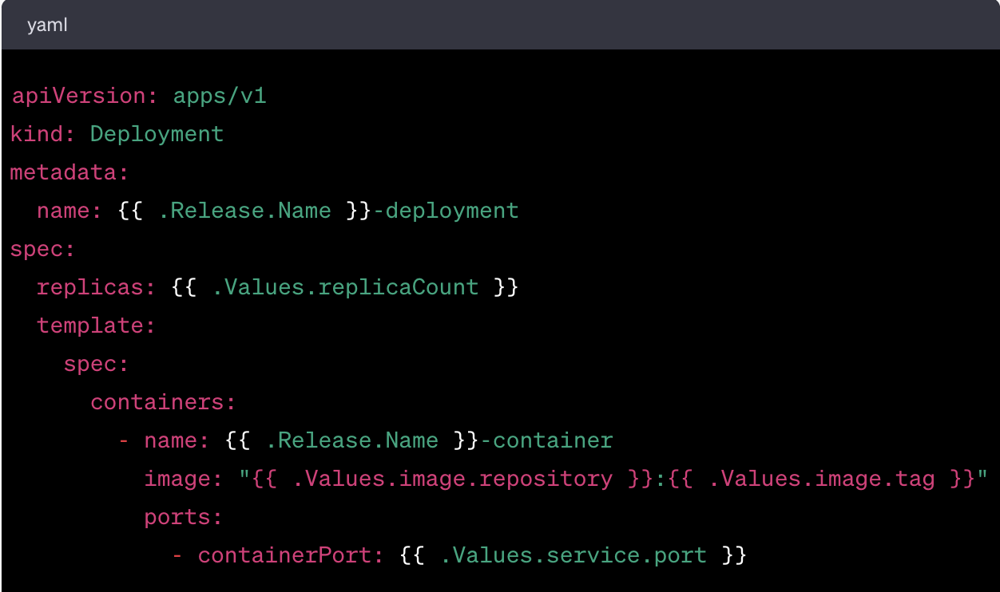 yaml
apiVersion: apps/v1
kind: Deployment
metadata:
  name: {{ .Release.Name }}-deployment
spec:
  replicas: {{ .Values.replicaCount }}
  template:
    spec:
      containers:
        - name: {{ .Release.Name }}-container
          image: "{{ .Values.image.repository }}:{{ .Values.image.tag }}"
          ports:
            - containerPort: {{ .Values.service.port }}